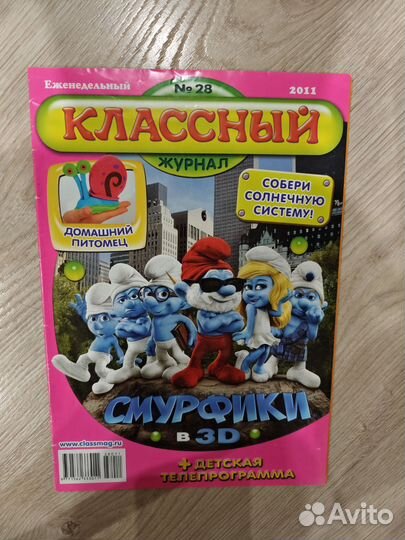 Еженедельный
№ 28
2011
КЛАССНЫЙ
ЖУРНАЛ
ДОМАШНИЙ
ПИТОМЕЦ
СОБЕРИ
СОЛНЕЧНУЮ
СИСТЕМУ!
СМУРФИКИ
в 3D
www.classmag.ru
+ ДЕТСКАЯ
ТЕЛЕПРОГРАММА
Avito